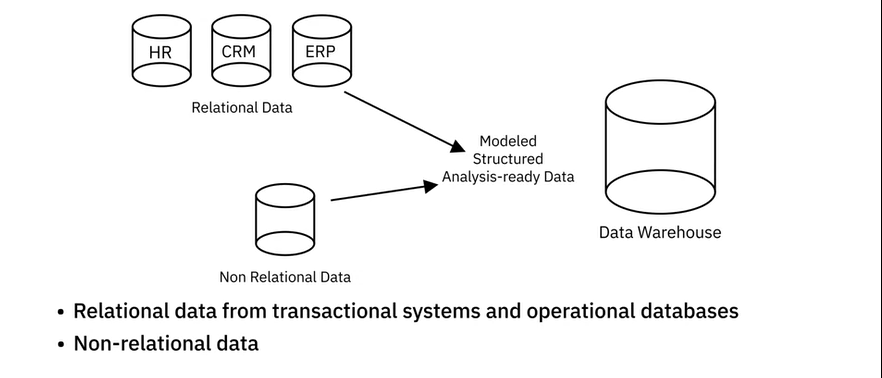 HR
CRM
ERP
Relational Data
Modeled
Structured
Analysis-ready Data
Data Warehouse
Non Relational Data
• Relational data from transactional systems and operational databases
• Non-relational data